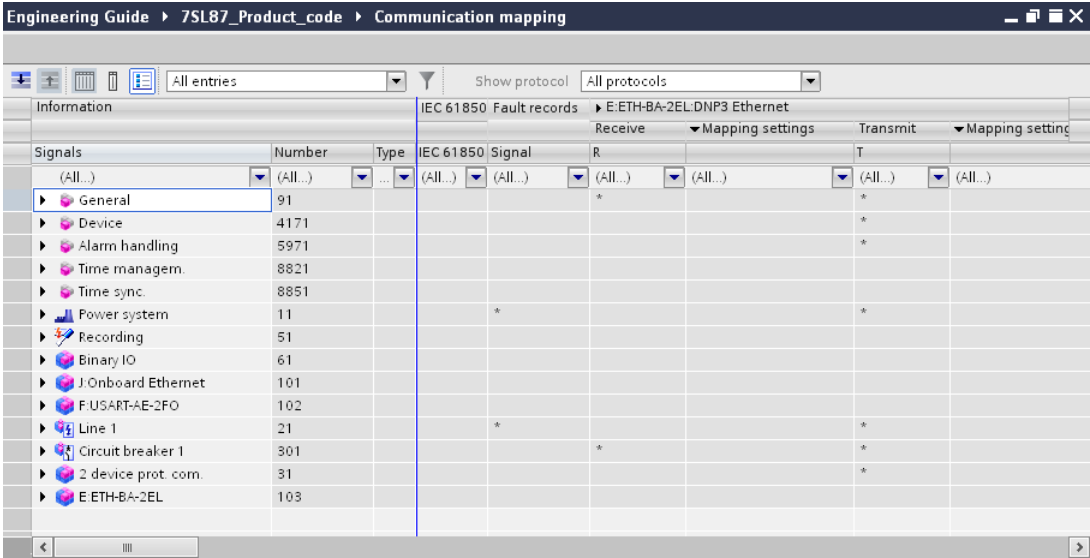 Engineering Guide ▸ 7SL87_Product_code ▸ Communication mapping
All entries Show protocol All protocols
Information IEC 61850 Fault records ▸ E:ETH-BA-2EL:DNP3 Ethernet
Receive ▾Mapping settings Transmit ▾Mapping setting
Signals Number Type IEC 61850 Signal R T
(All...) (All...) ... (All...) (All...) (All...) (All...) (All...) (All...)
General 91 * *
Device 4171 *
Alarm handling 5971 *
Time managem. 8821
Time sync. 8851
Power system 11 * *
Recording 51
Binary IO 61
J:Onboard Ethernet 101
F:USART-AE-2FO 102
Line 1 21 * *
Circuit breaker 1 301 * *
2 device prot. com. 31 *
E:ETH-BA-2EL 103